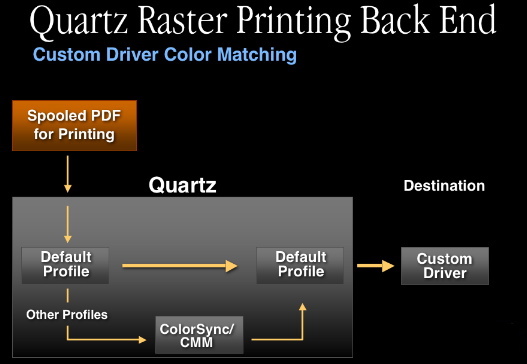 Quartz Raster Printing Back End
Custom Driver Color Matching
Spooled PDF
for Printing
Quartz
Destination
Default
Profile
Default
Profile
Custom
Driver
Other Profiles
ColorSync/
CMM